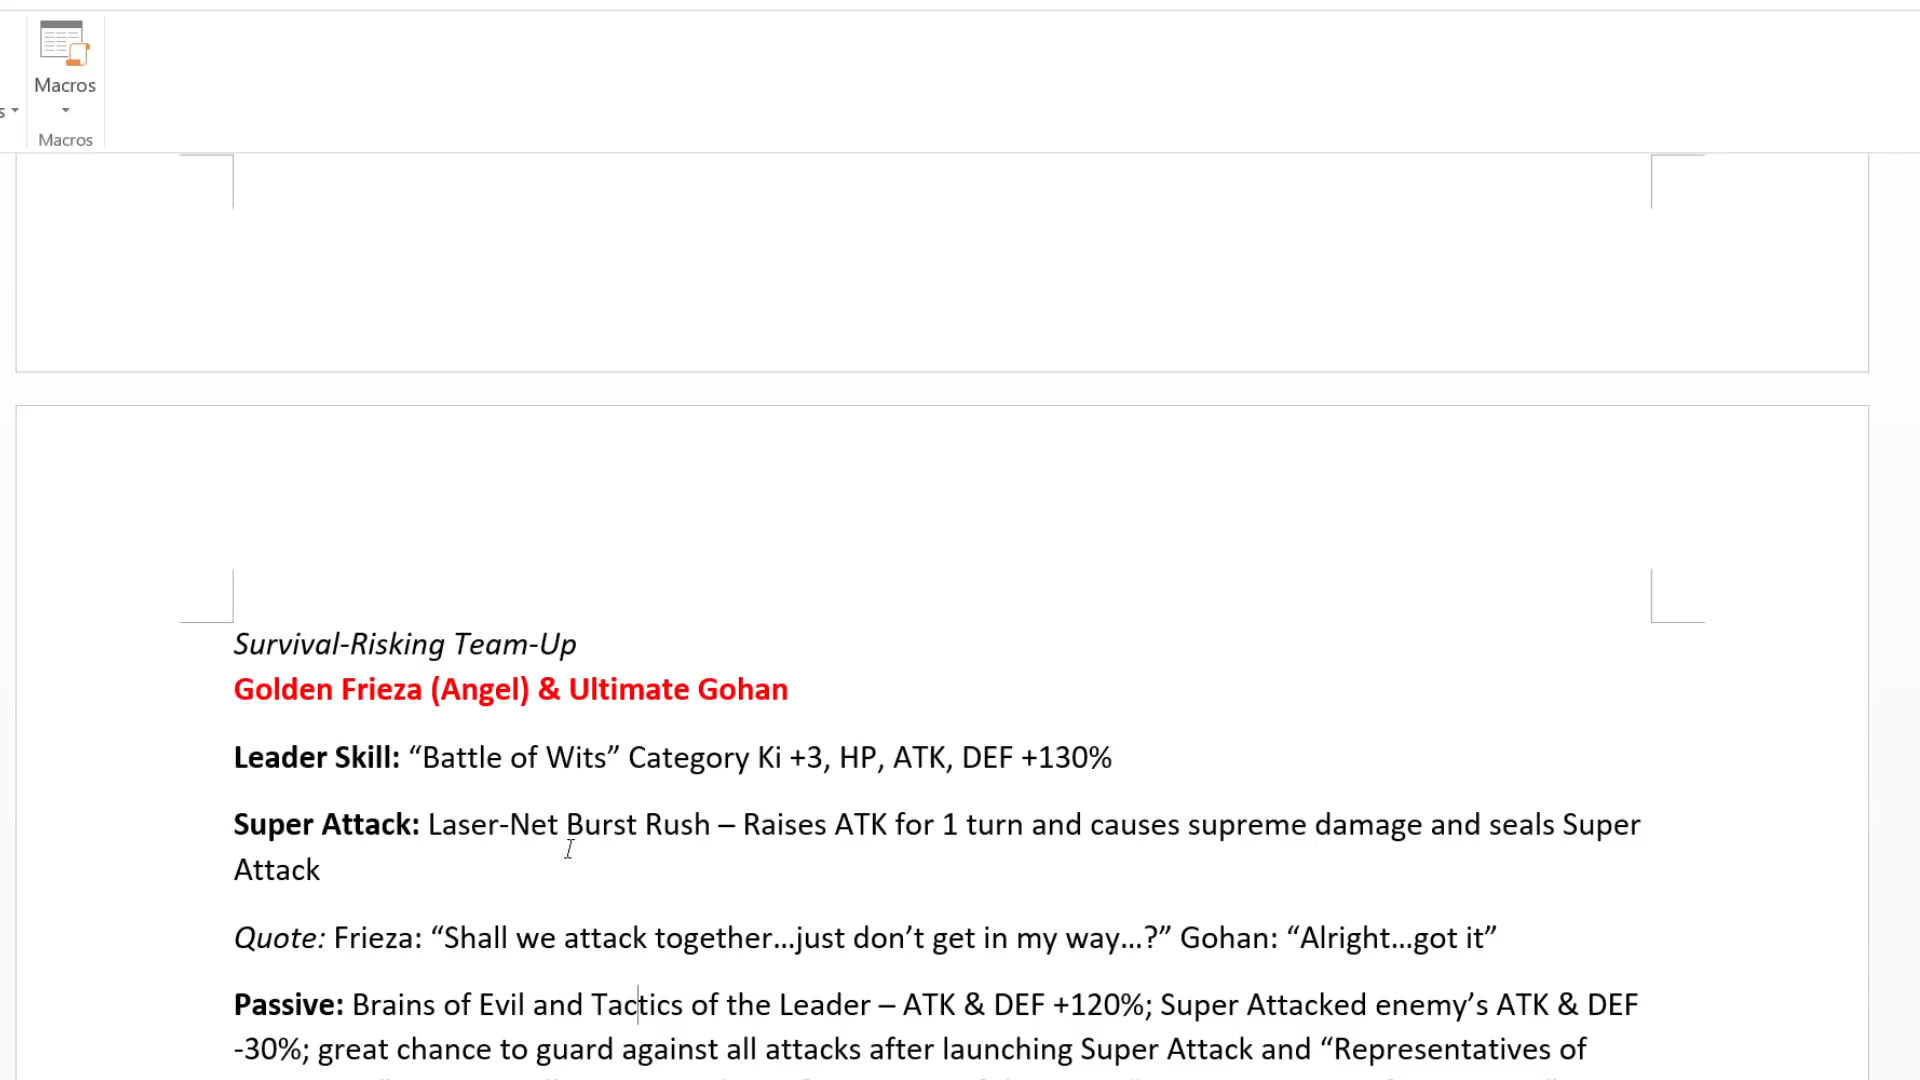 Macros
Macros
Survival-Risking Team-Up
Golden Frieza (Angel) & Ultimate Gohan
Leader Skill: “Battle of Wits” Category Ki +3, HP, ATK, DEF +130%
Super Attack: Laser-Net Burst Rush – Raises ATK for 1 turn and causes supreme damage and seals Super
Attack
Quote: Frieza: “Shall we attack together…just don’t get in my way…?” Gohan: “Alright…got it”
Passive: Brains of Evil and Tactics of the Leader – ATK & DEF +120%; Super Attacked enemy’s ATK & DEF
-30%; great chance to guard against all attacks after launching Super Attack and “Representatives of